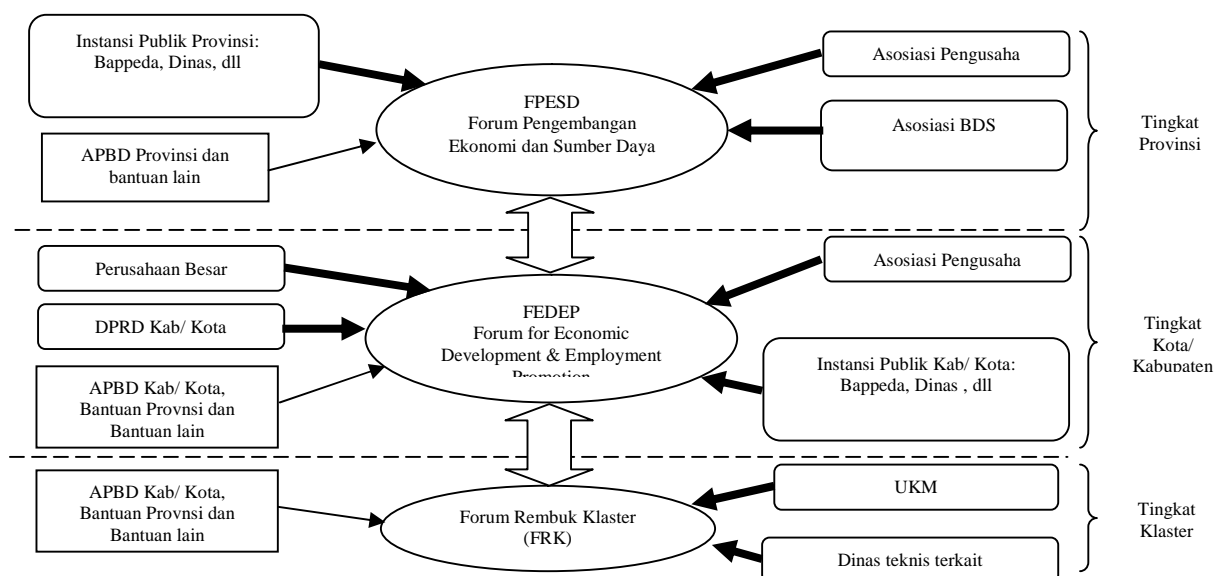 Instansi Publik Provinsi:
Bappeda, Dinas, dll
APBD Provinsi dan
bantuan lain
FPESD
Forum Pengembangan
Ekonomi dan Sumber Daya
Asosiasi Pengusaha
Asosiasi BDS
Tingkat
Provinsi
Perusahaan Besar
DPRD Kab/ Kota
APBD Kab/ Kota,
Bantuan Provnsi dan
Bantuan lain
FEDEP
Forum for Economic
Development & Employment
Promotion
Asosiasi Pengusaha
Instansi Publik Kab/ Kota:
Bappeda, Dinas , dll
Tingkat
Kota/
Kabupaten
APBD Kab/ Kota,
Bantuan Provnsi dan
Bantuan lain
Forum Rembuk Klaster
(FRK)
UKM
Dinas teknis terkait
Tingkat
Klaster